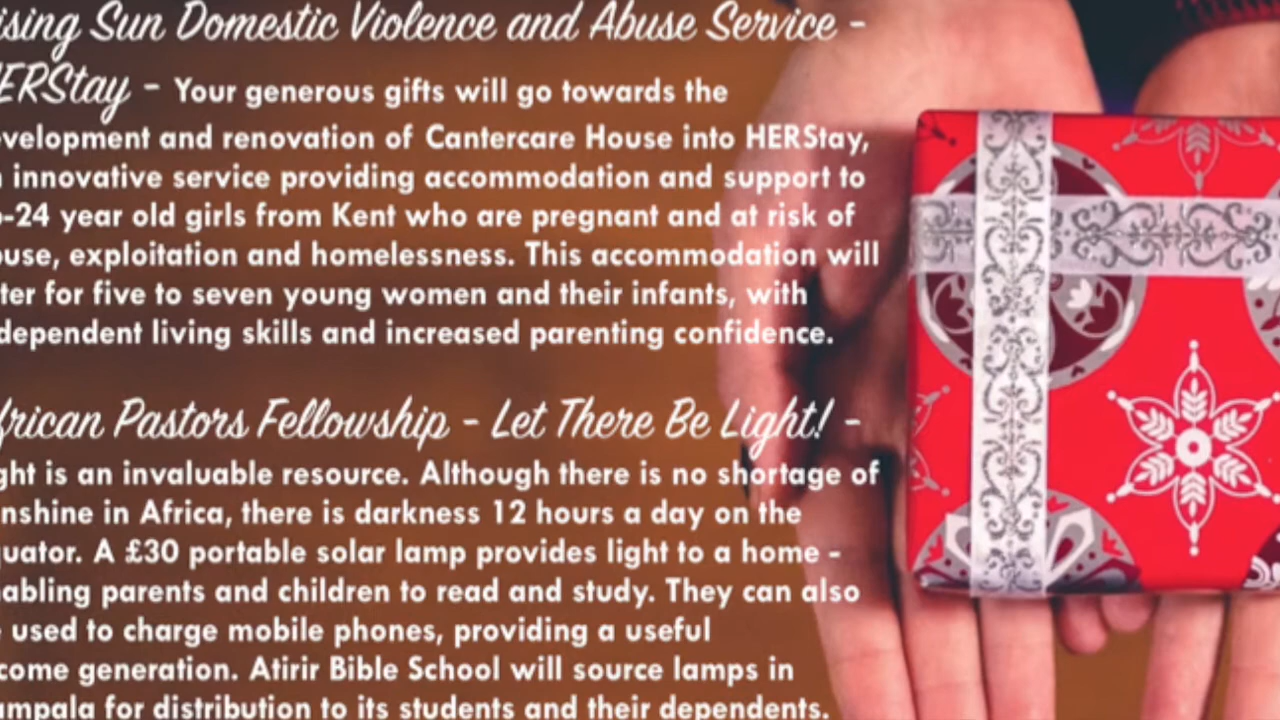 ising Sun Domestic Violence and Abuse Service -
ERStay - Your generous gifts will go towards the
velopment and renovation of Cantercare House into HERStay,
innovative service providing accommodation and support to
-24 year old girls from Kent who are pregnant and at risk of
use, exploitation and homelessness. This accommodation will
ter for five to seven young women and their infants, with
dependent living skills and increased parenting confidence.
frican Pastors Fellowship - Let There Be Light! -
ght is an invaluable resource. Although there is no shortage of
nshine in Africa, there is darkness 12 hours a day on the
uator. A £30 portable solar lamp provides light to a home -
abling parents and children to read and study. They can also
used to charge mobile phones, providing a useful
come generation. Atirir Bible School will source lamps in
ampala for distribution to its students and their dependents.